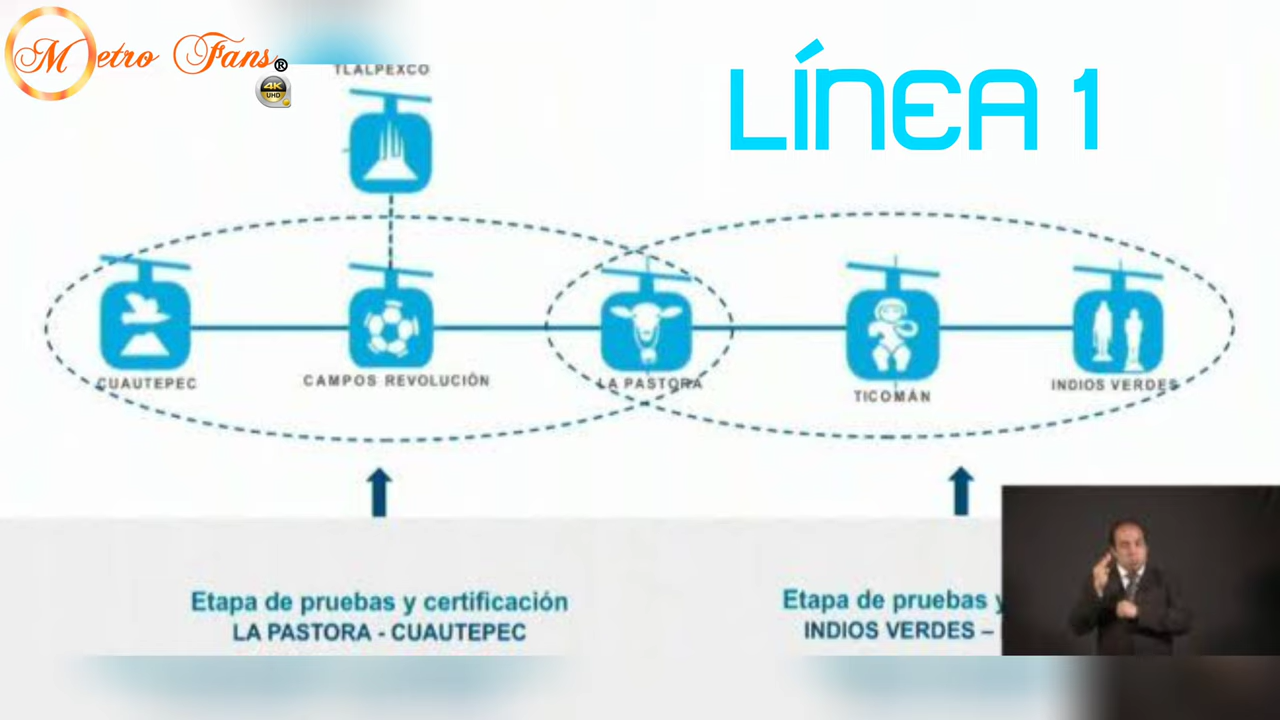 Metro Fans®
4K
UHD
LÍNEA 1
TLALPEXCO
CUAUTEPEC
CAMPOS REVOLUCIÓN
LA PASTORA
TICOMÁN
INDIOS VERDES
Etapa de pruebas y certificación
LA PASTORA - CUAUTEPEC
Etapa de pruebas y
INDIOS VERDES –